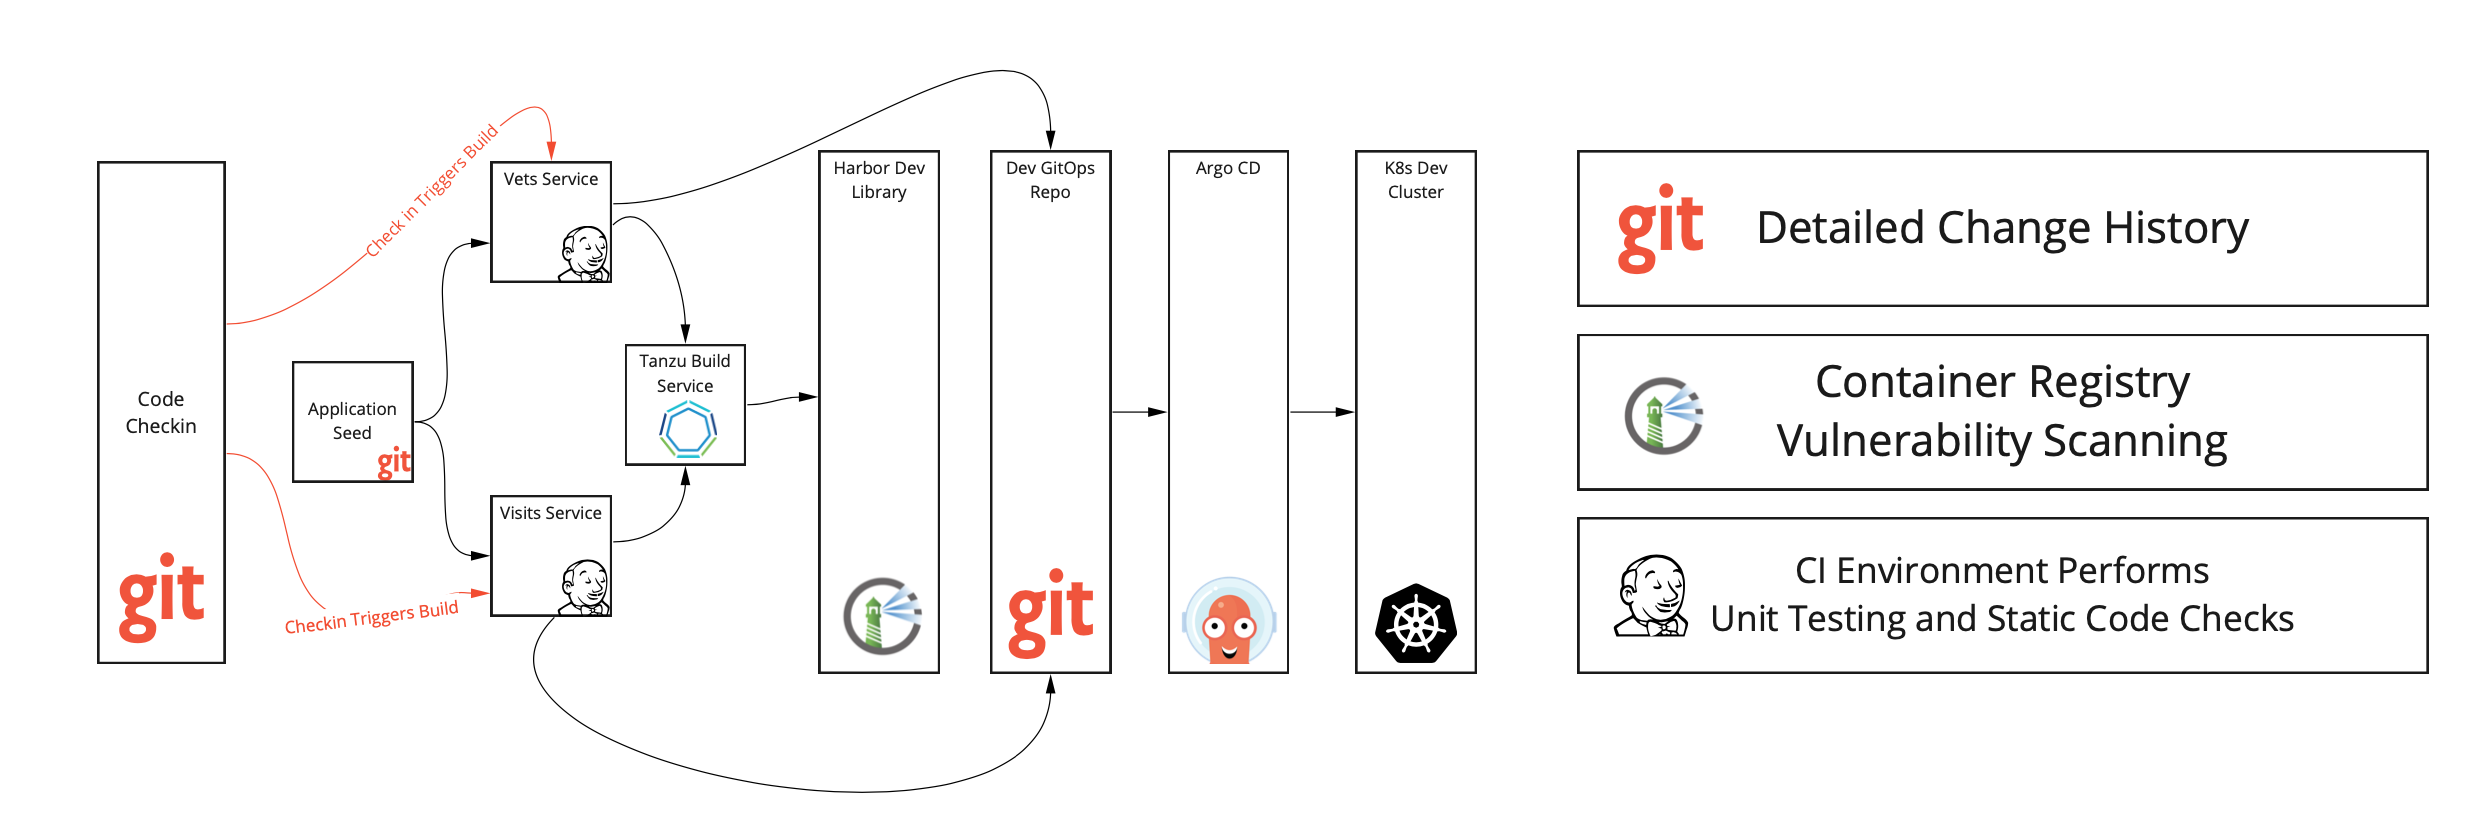 Code
Checkin
git
Check in Triggers Build
Checkin Triggers Build
Application
Seed
git
Vets Service
Visits Service
Tanzu Build
Service
Harbor Dev
Library
Dev GitOps
Repo
git
Argo CD
K8s Dev
Cluster
git
Detailed Change History
Container Registry
Vulnerability Scanning
CI Environment Performs
Unit Testing and Static Code Checks